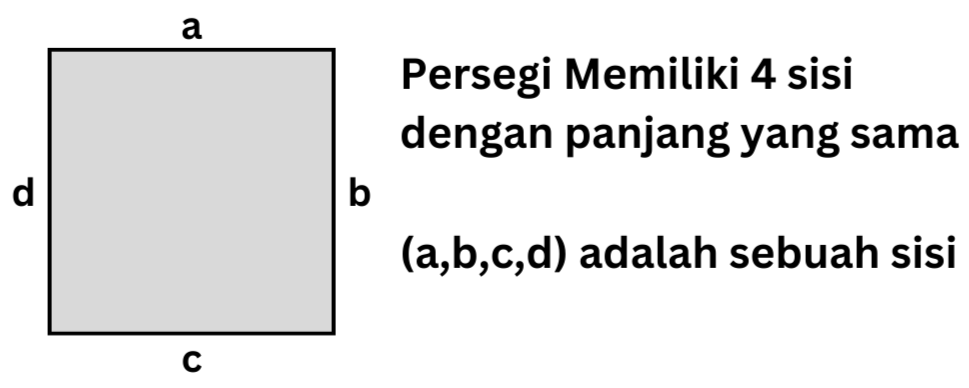 a
Persegi Memiliki 4 sisi
dengan panjang yang sama
d
b
(a,b,c,d) adalah sebuah sisi
c